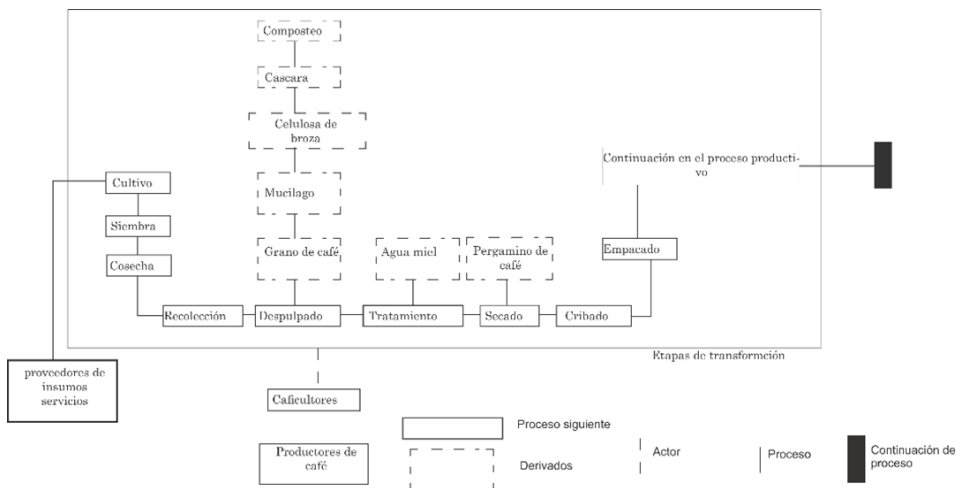 Composteo
Cascara
Celulosa de
broza
Continuación en el proceso producti-
vo
Cultivo
Mucilago
Siembra
Grano de café
Agua miel
Pergamino de
café
Empacado
Cosecha
Recolección
Despulpado
Tratamiento
Secado
Cribado
Etapas de transformción
proveedores de
insumos
servicios
Caficultores
Productores de
café
Proceso siguiente
Derivados
Actor
Proceso
Continuación de
proceso